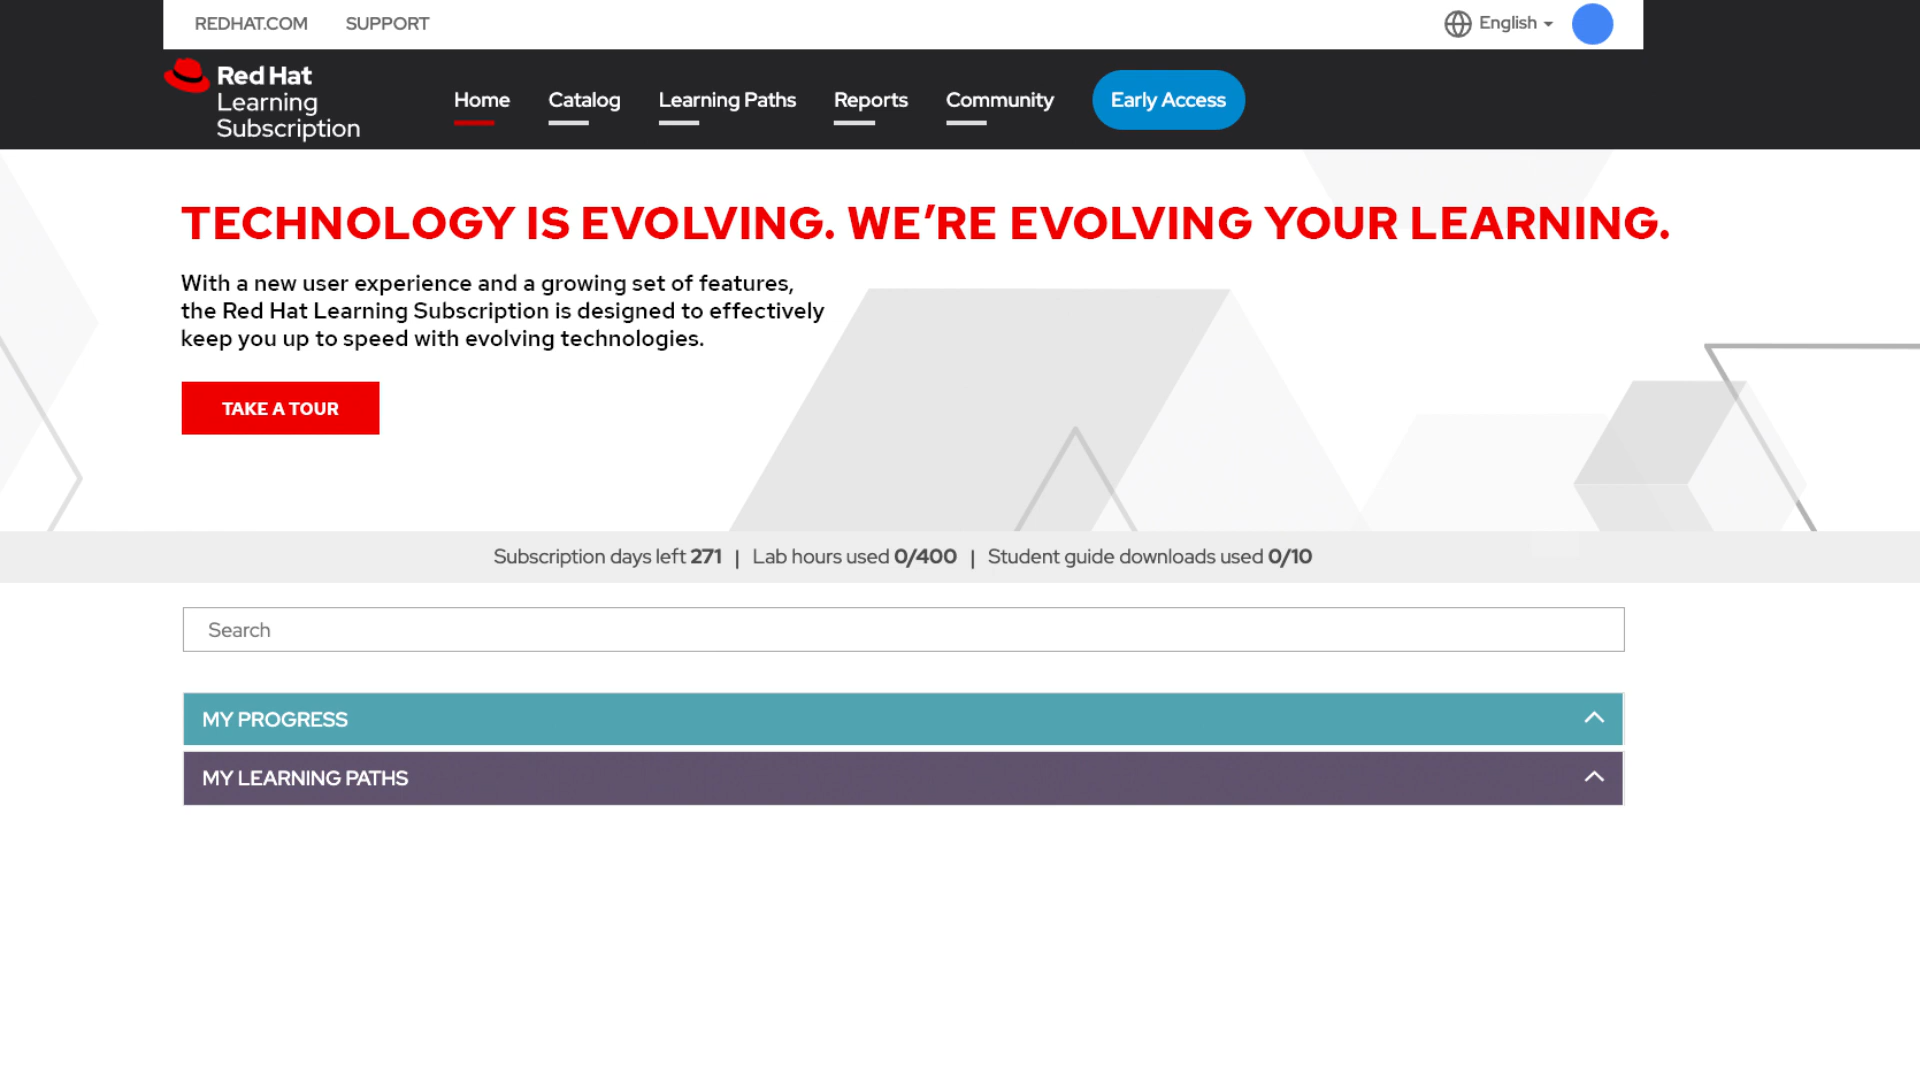 REDHAT.COM SUPPORT English
Red Hat
Learning
Subscription
Home Catalog Learning Paths Reports Community Early Access
TECHNOLOGY IS EVOLVING. WE’RE EVOLVING YOUR LEARNING.
With a new user experience and a growing set of features,
the Red Hat Learning Subscription is designed to effectively
keep you up to speed with evolving technologies.
TAKE A TOUR
Subscription days left 271 | Lab hours used 0/400 | Student guide downloads used 0/10
Search
MY PROGRESS
MY LEARNING PATHS